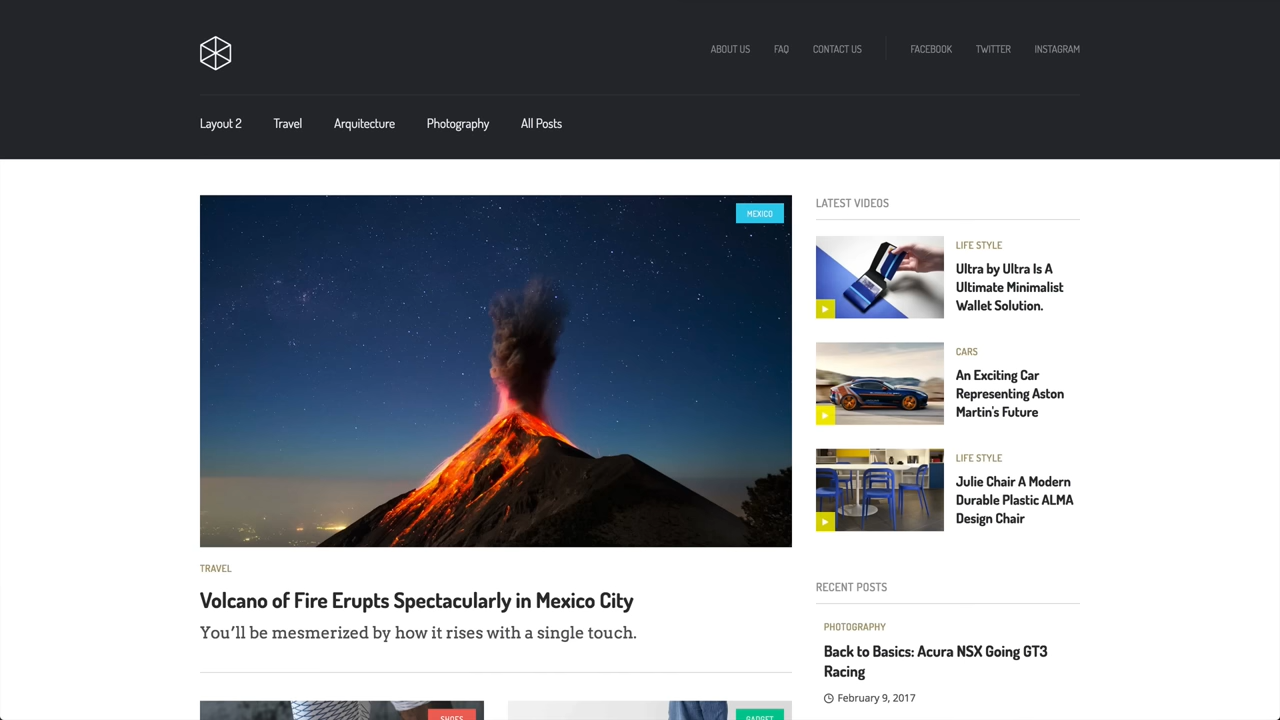 ABOUT US
FAQ
CONTACT US
FACEBOOK
TWITTER
INSTAGRAM
Layout 2
Travel
Arquitecture
Photography
All Posts
MEXICO
TRAVEL
Volcano of Fire Erupts Spectacularly in Mexico City
You’ll be mesmerized by how it rises with a single touch.
SHOES
GADGET
LATEST VIDEOS
LIFE STYLE
Ultra by Ultra Is A
Ultimate Minimalist
Wallet Solution.
CARS
An Exciting Car
Representing Aston
Martin's Future
LIFE STYLE
Julie Chair A Modern
Durable Plastic ALMA
Design Chair
RECENT POSTS
PHOTOGRAPHY
Back to Basics: Acura NSX Going GT3
Racing
February 9, 2017